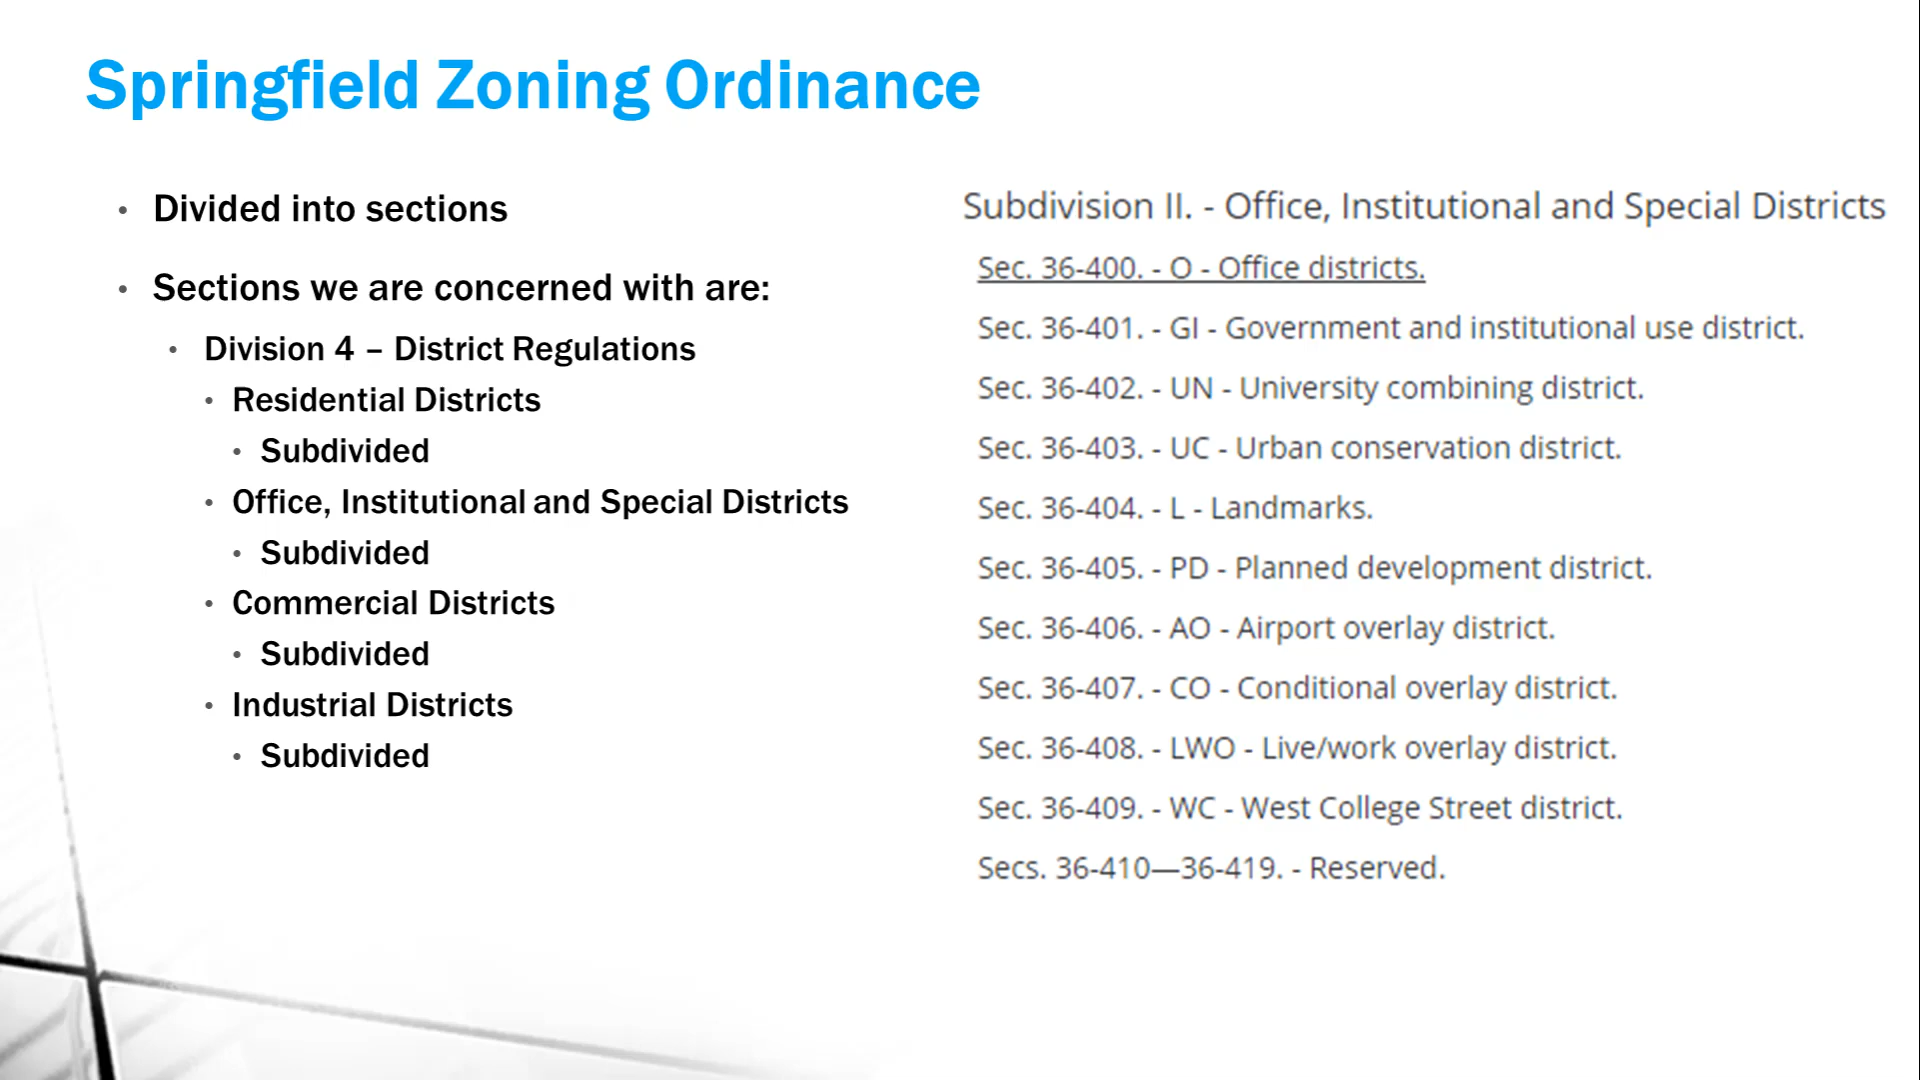 Springfield Zoning Ordinance
• Divided into sections
• Sections we are concerned with are:
• Division 4 – District Regulations
• Residential Districts
• Subdivided
• Office, Institutional and Special Districts
• Subdivided
• Commercial Districts
• Subdivided
• Industrial Districts
• Subdivided
Subdivision II. - Office, Institutional and Special Districts
Sec. 36-400. - O - Office districts.
Sec. 36-401. - GI - Government and institutional use district.
Sec. 36-402. - UN - University combining district.
Sec. 36-403. - UC - Urban conservation district.
Sec. 36-404. - L - Landmarks.
Sec. 36-405. - PD - Planned development district.
Sec. 36-406. - AO - Airport overlay district.
Sec. 36-407. - CO - Conditional overlay district.
Sec. 36-408. - LWO - Live/work overlay district.
Sec. 36-409. - WC - West College Street district.
Secs. 36-410—36-419. - Reserved.